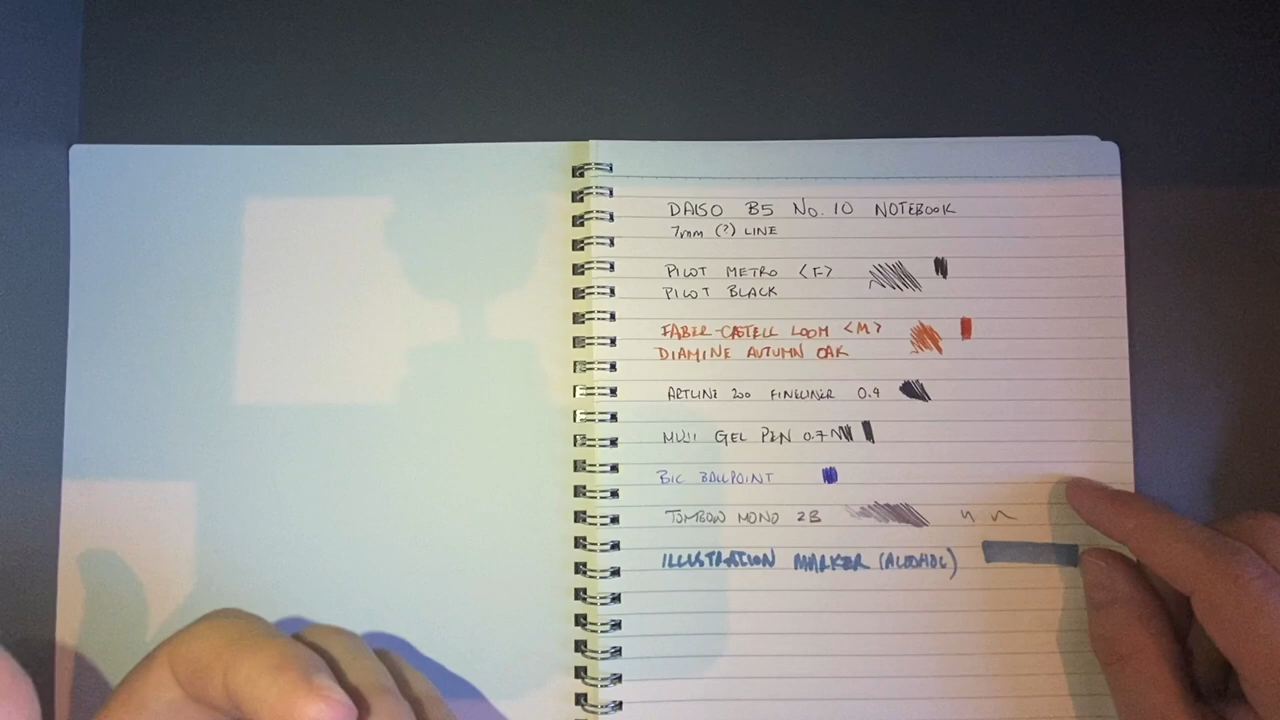 DAISO B5 No. 10 NOTEBOOK
7mm (?) LINE
PILOT METRO <F>
PILOT BLACK
FABER-CASTELL LOOM <M>
DIAMINE AUTUMN OAK
ARTLINE 200 FINELINER 0.4
MUJI GEL PEN 0.7
BIC BALLPOINT
TOMBOW MONO 2B
ILLUSTRATION MARKER (ALCOHOL)